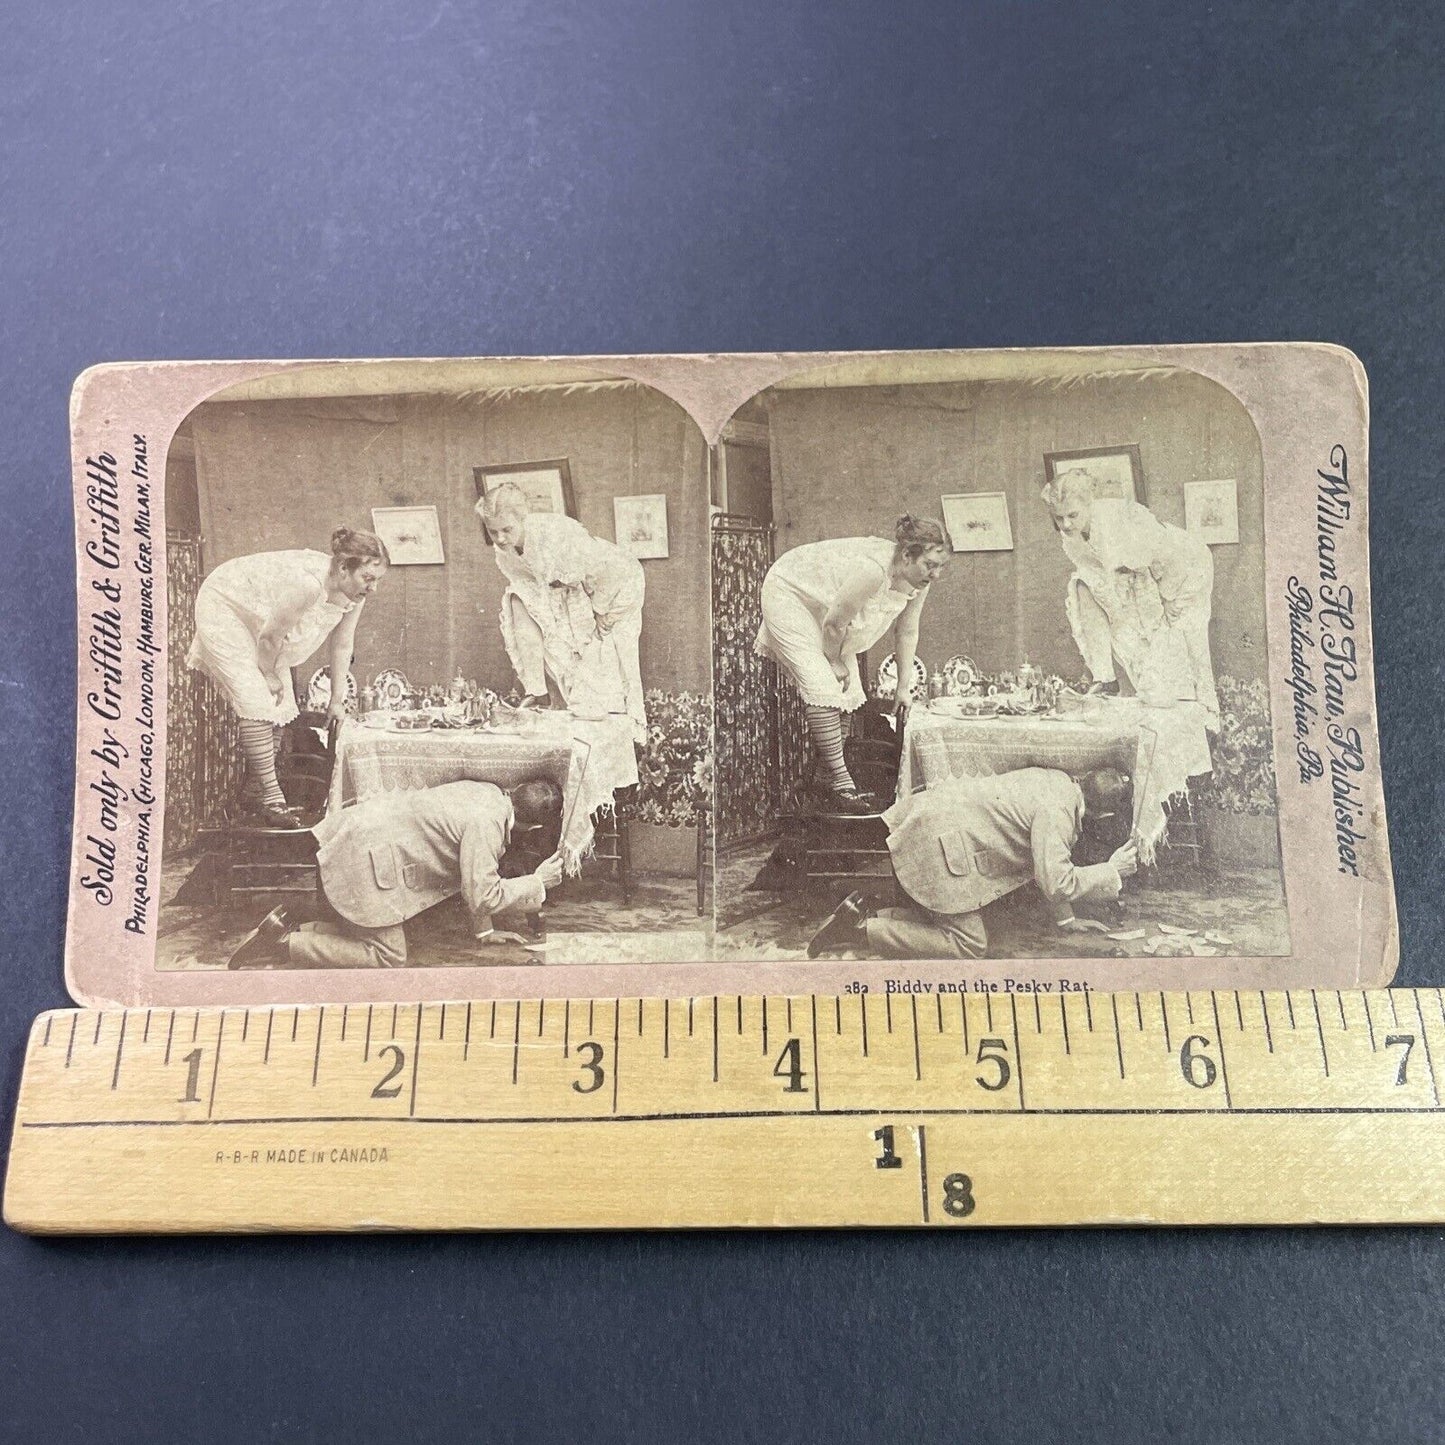 Sold only by Griffith & Griffith
PHILADELPHIA, CHICAGO, LONDON, HAMBURG, GER. MILAN, ITALY.
William H. Rau, Publisher.
Philadelphia, Pa.
382 Biddy and the Pesky Rat.
1 2 3 4 5 6 7
R-B-R MADE IN CANADA
1
8